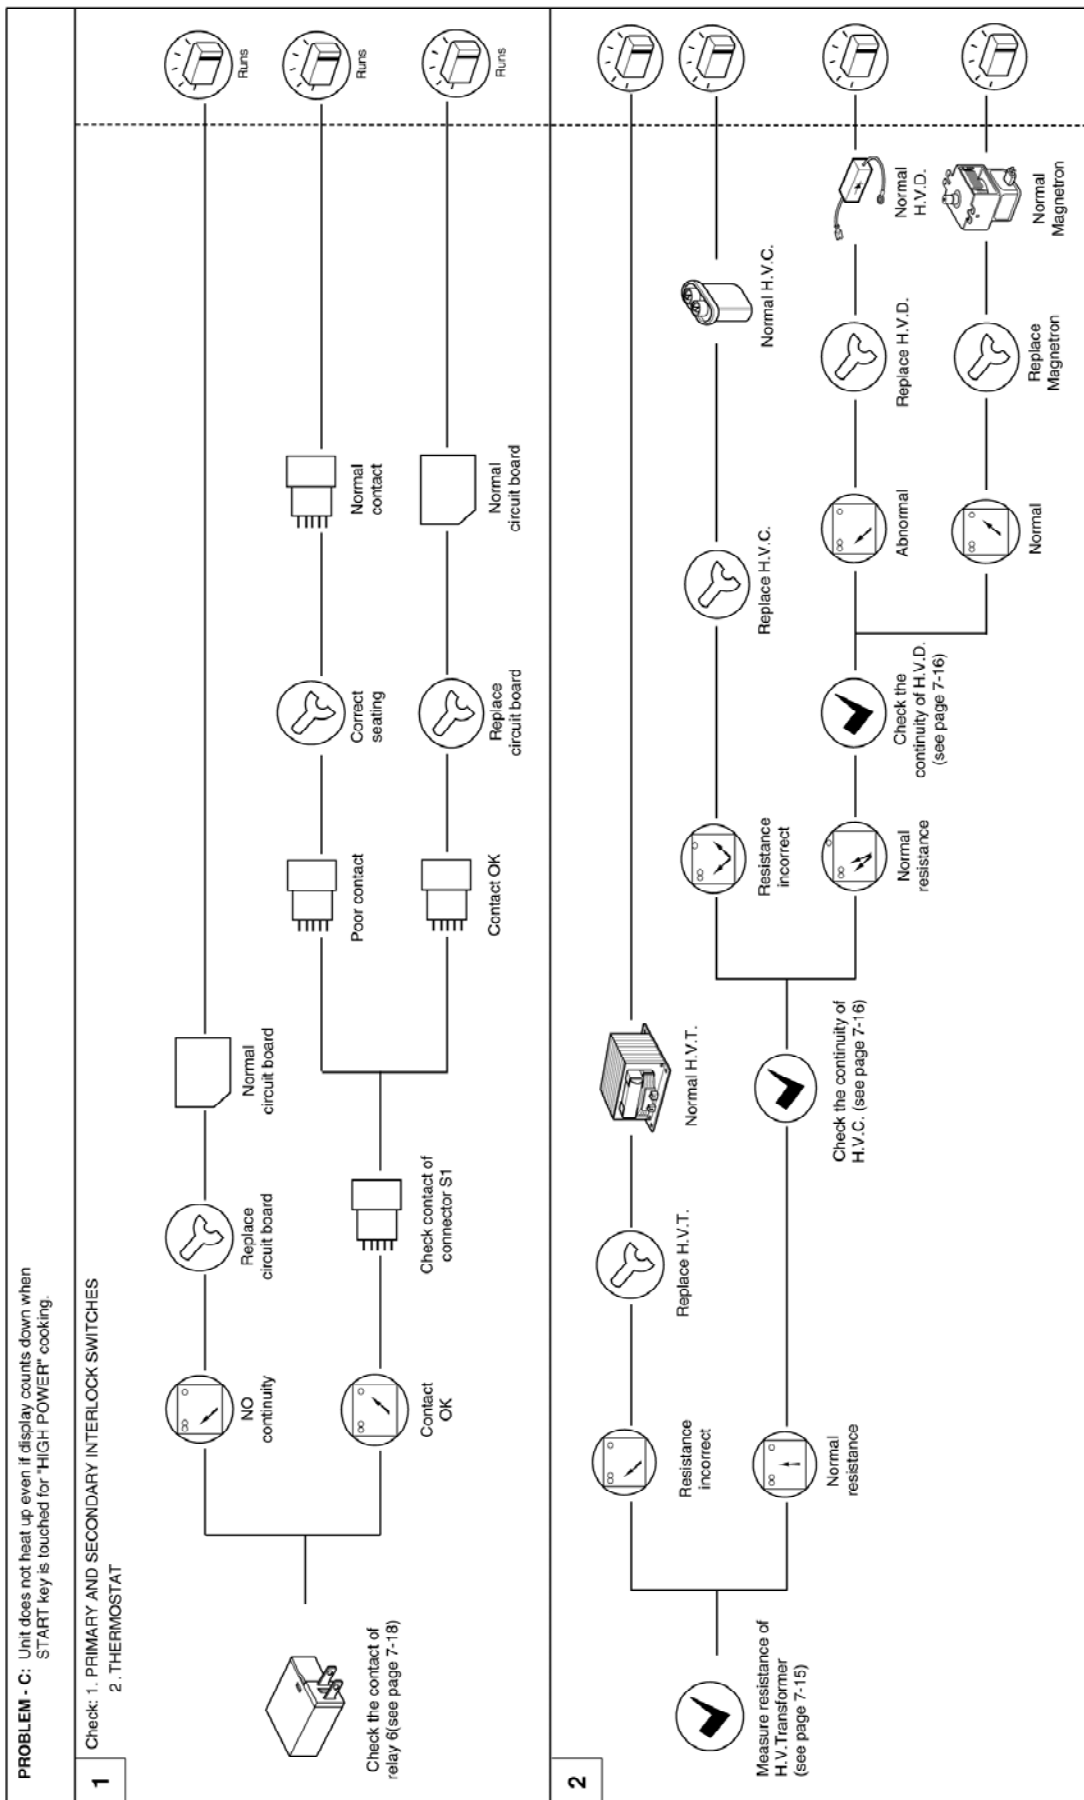 PROBLEM - C: Unit does not heat up even if display counts down when
START key is touched for "HIGH POWER" cooking.
1
Check: 1. PRIMARY AND SECONDARY INTERLOCK SWITCHES
2. THERMOSTAT
Check the contact of
relay 6(see page 7-18)
NO
continuity
Replace
circuit board
Normal
circuit board
Runs
Contact
OK
Check contact of
connector S1
Poor contact
Correct
seating
Normal
contact
Runs
Contact OK
Replace
circuit board
Normal
circuit board
Runs
2
Measure resistance of
H.V.Transformer
(see page 7-15)
Resistance
incorrect
Replace H.V.T.
Normal H.V.T.
Normal
resistance
Check the continuity of
H.V.C. (see page 7-16)
Resistance
incorrect
Replace H.V.C.
Normal H.V.C.
Normal
resistance
Check the
continuity of H.V.D.
(see page 7-16)
Abnormal
Replace H.V.D.
Normal
H.V.D.
Normal
Replace
Magnetron
Normal
Magnetron